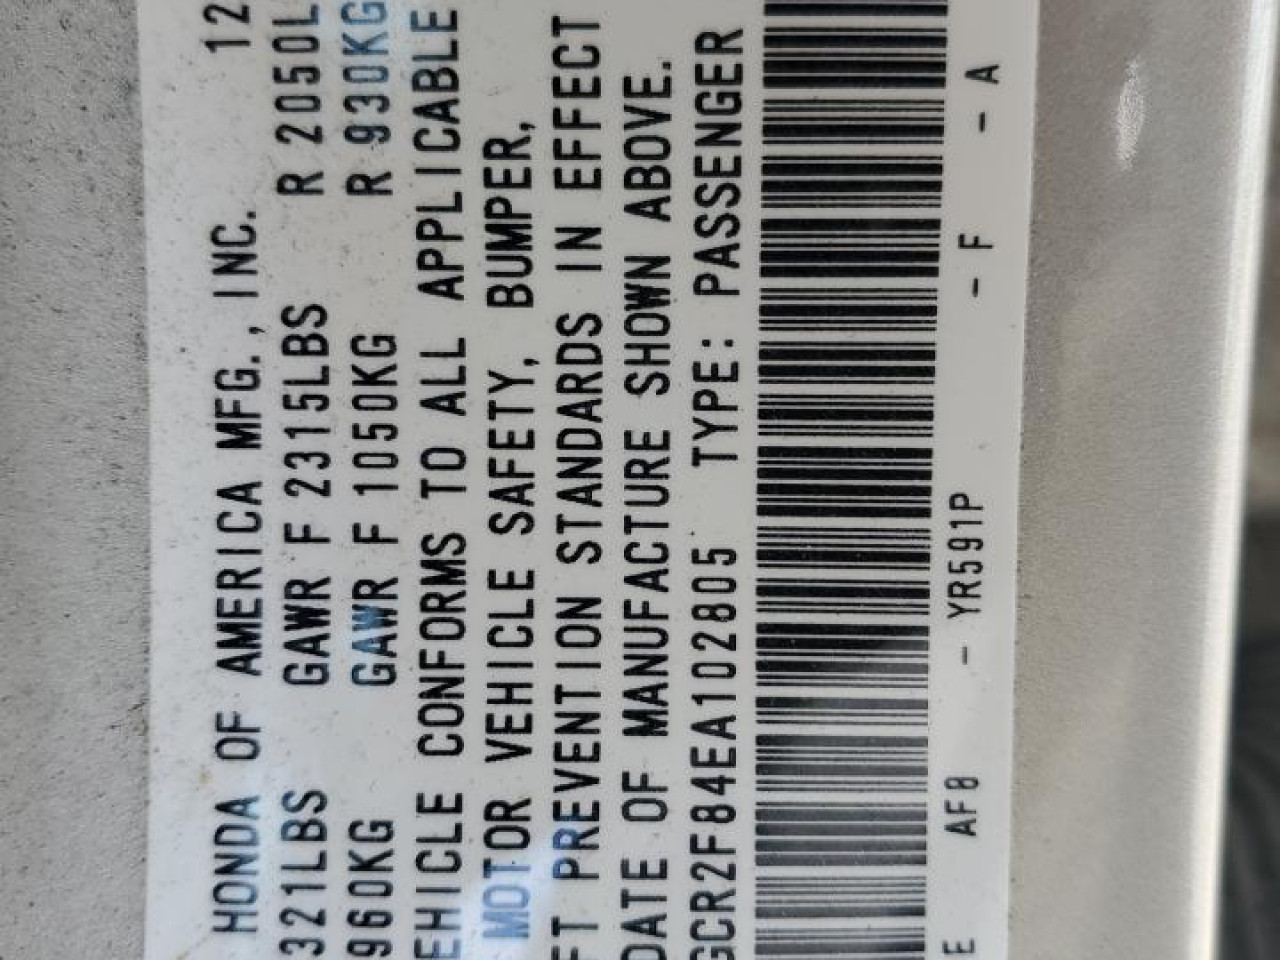 HONDA OF AMERICA MFG., INC. 12
321LBS GAWR F 2315LBS R 2050L
960KG GAWR F 1050KG R 930KG
EHICLE CONFORMS TO ALL APPLICABLE
MOTOR VEHICLE SAFETY, BUMPER,
FT PREVENTION STANDARDS IN EFFECT
DATE OF MANUFACTURE SHOWN ABOVE.
GCR2F84EA102805 TYPE: PASSENGER
E AF0 - YR591P - F - A